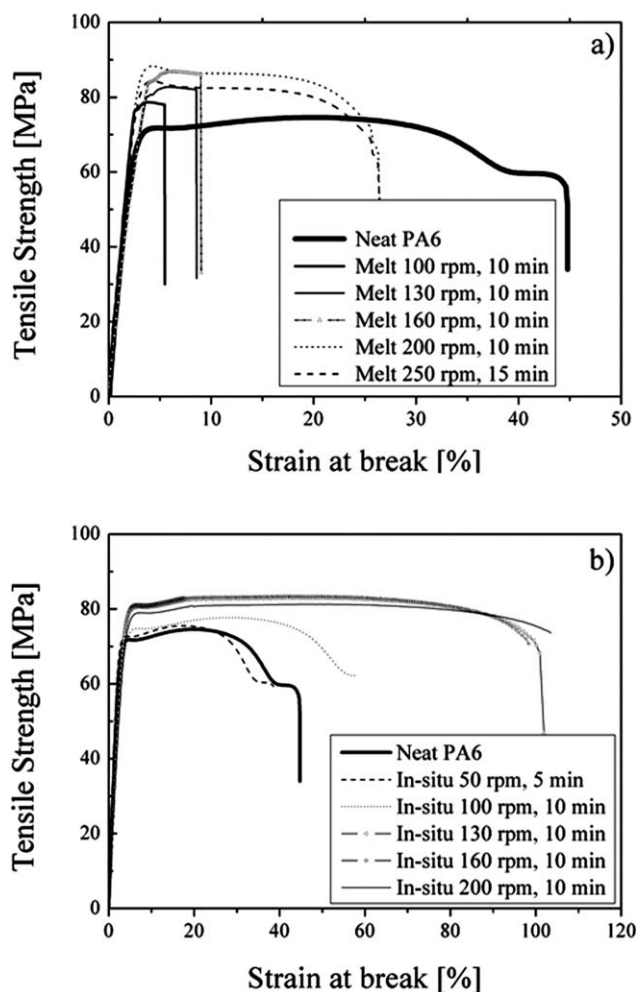 a)
100
80
60
40
20
0
Tensile Strength [MPa]
Neat PA6
Melt 100 rpm, 10 min
Melt 130 rpm, 10 min
Melt 160 rpm, 10 min
Melt 200 rpm, 10 min
Melt 250 rpm, 15 min
0 10 20 30 40 50
Strain at break [%]
b)
100
80
60
40
20
0
Tensile Strength [MPa]
Neat PA6
In-situ 50 rpm, 5 min
In-situ 100 rpm, 10 min
In-situ 130 rpm, 10 min
In-situ 160 rpm, 10 min
In-situ 200 rpm, 10 min
0 20 40 60 80 100 120
Strain at break [%]